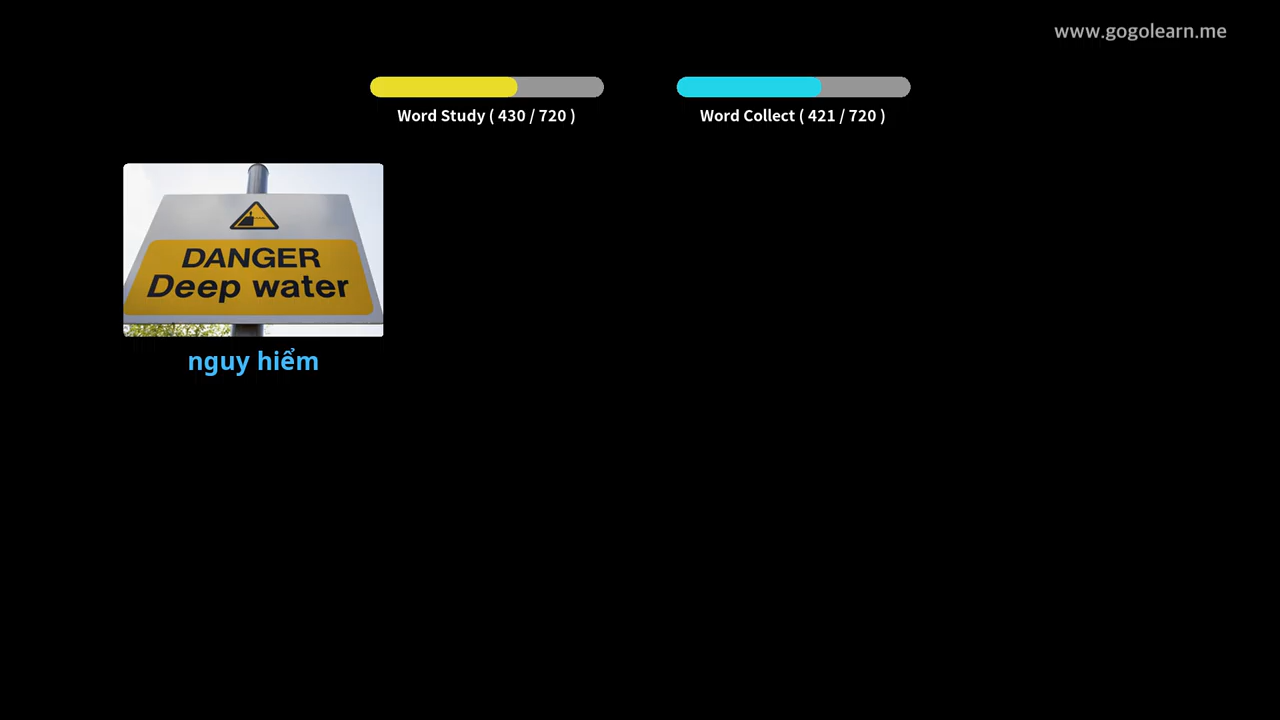 www.gogolearn.me
Word Study ( 430 / 720 )
Word Collect ( 421 / 720 )
DANGER
Deep water
nguy hiểm